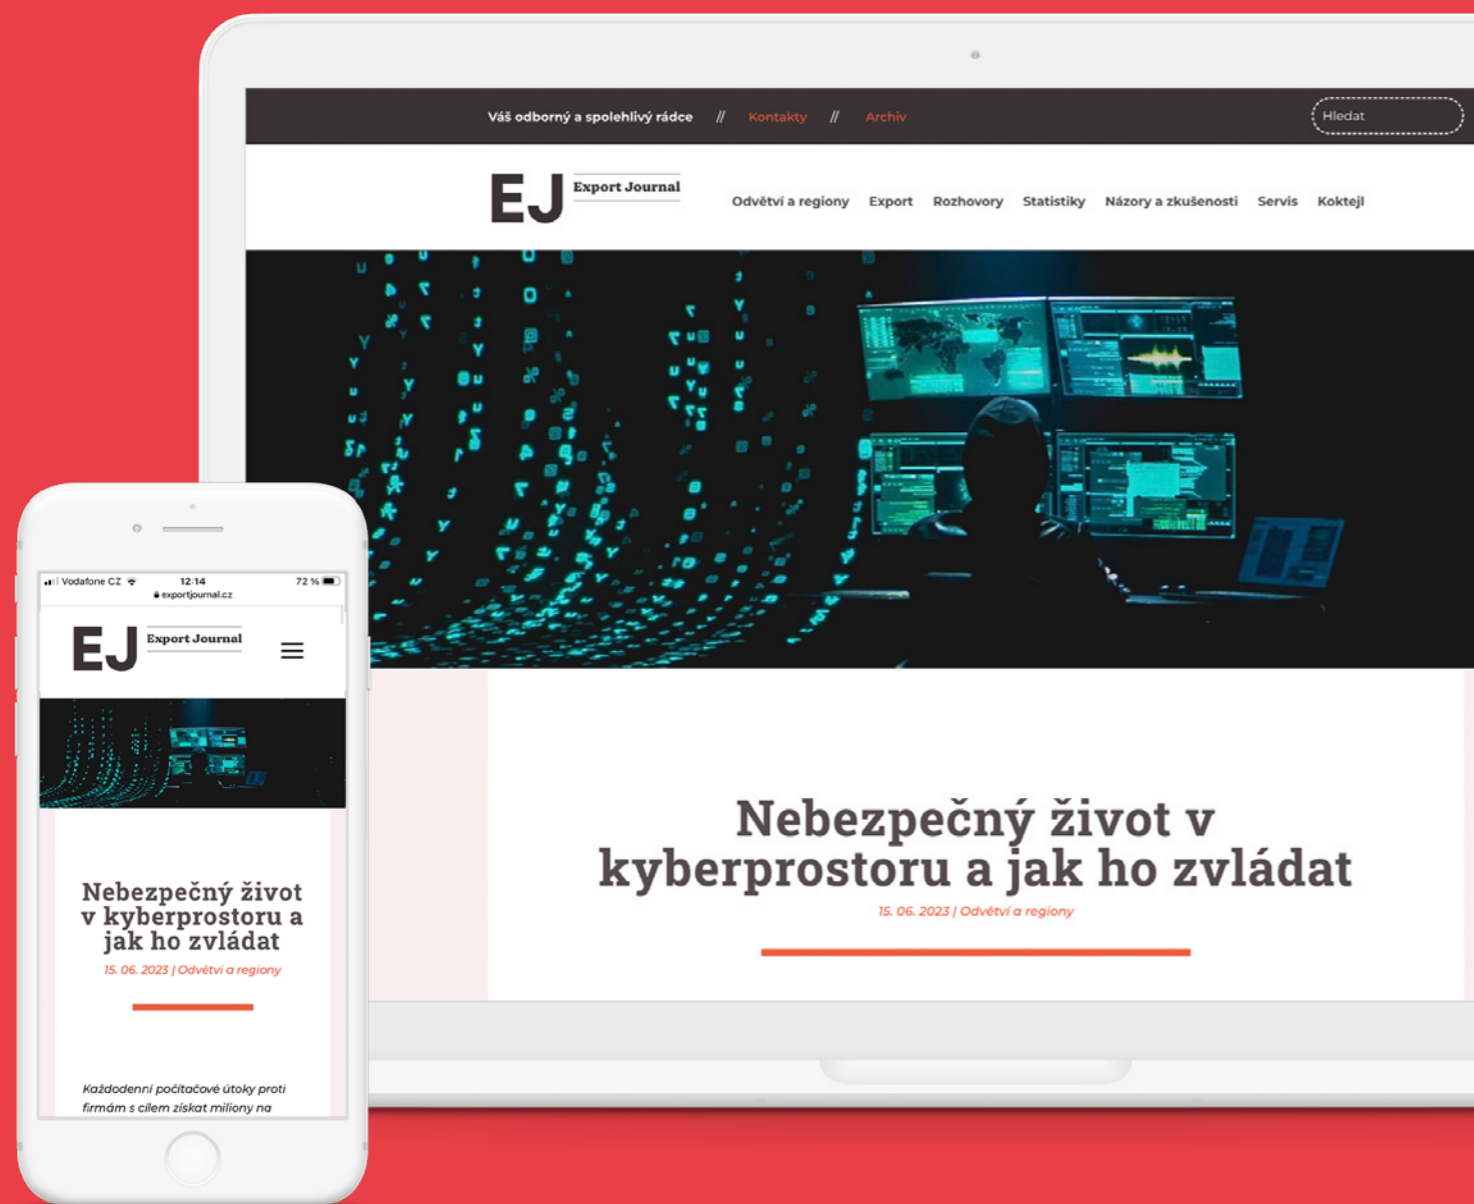 Váš odborný a spolehlivý rádce // Kontakty // Archiv
Hledat
EJ Export Journal
Odvětví a regiony Export Rozhovory Statistiky Názory a zkušenosti Servis Koktejl
Nebezpečný život v
kyberprostoru a jak ho zvládat
15. 06. 2023 | Odvětví a regiony
Vodafone CZ 12:14 72 %
exportjournal.cz
EJ Export Journal
Nebezpečný život
v kyberprostoru a
jak ho zvládat
15. 06. 2023 | Odvětví a regiony
Každodenní počítačové útoky proti
firmám s cílem získat miliony na